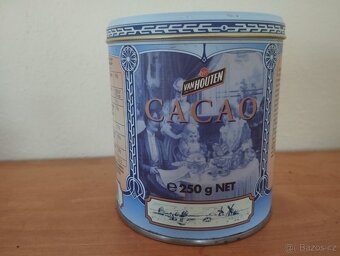 VAN HOUTEN
CACAO
℮ 250 g NET
Bazos.cz